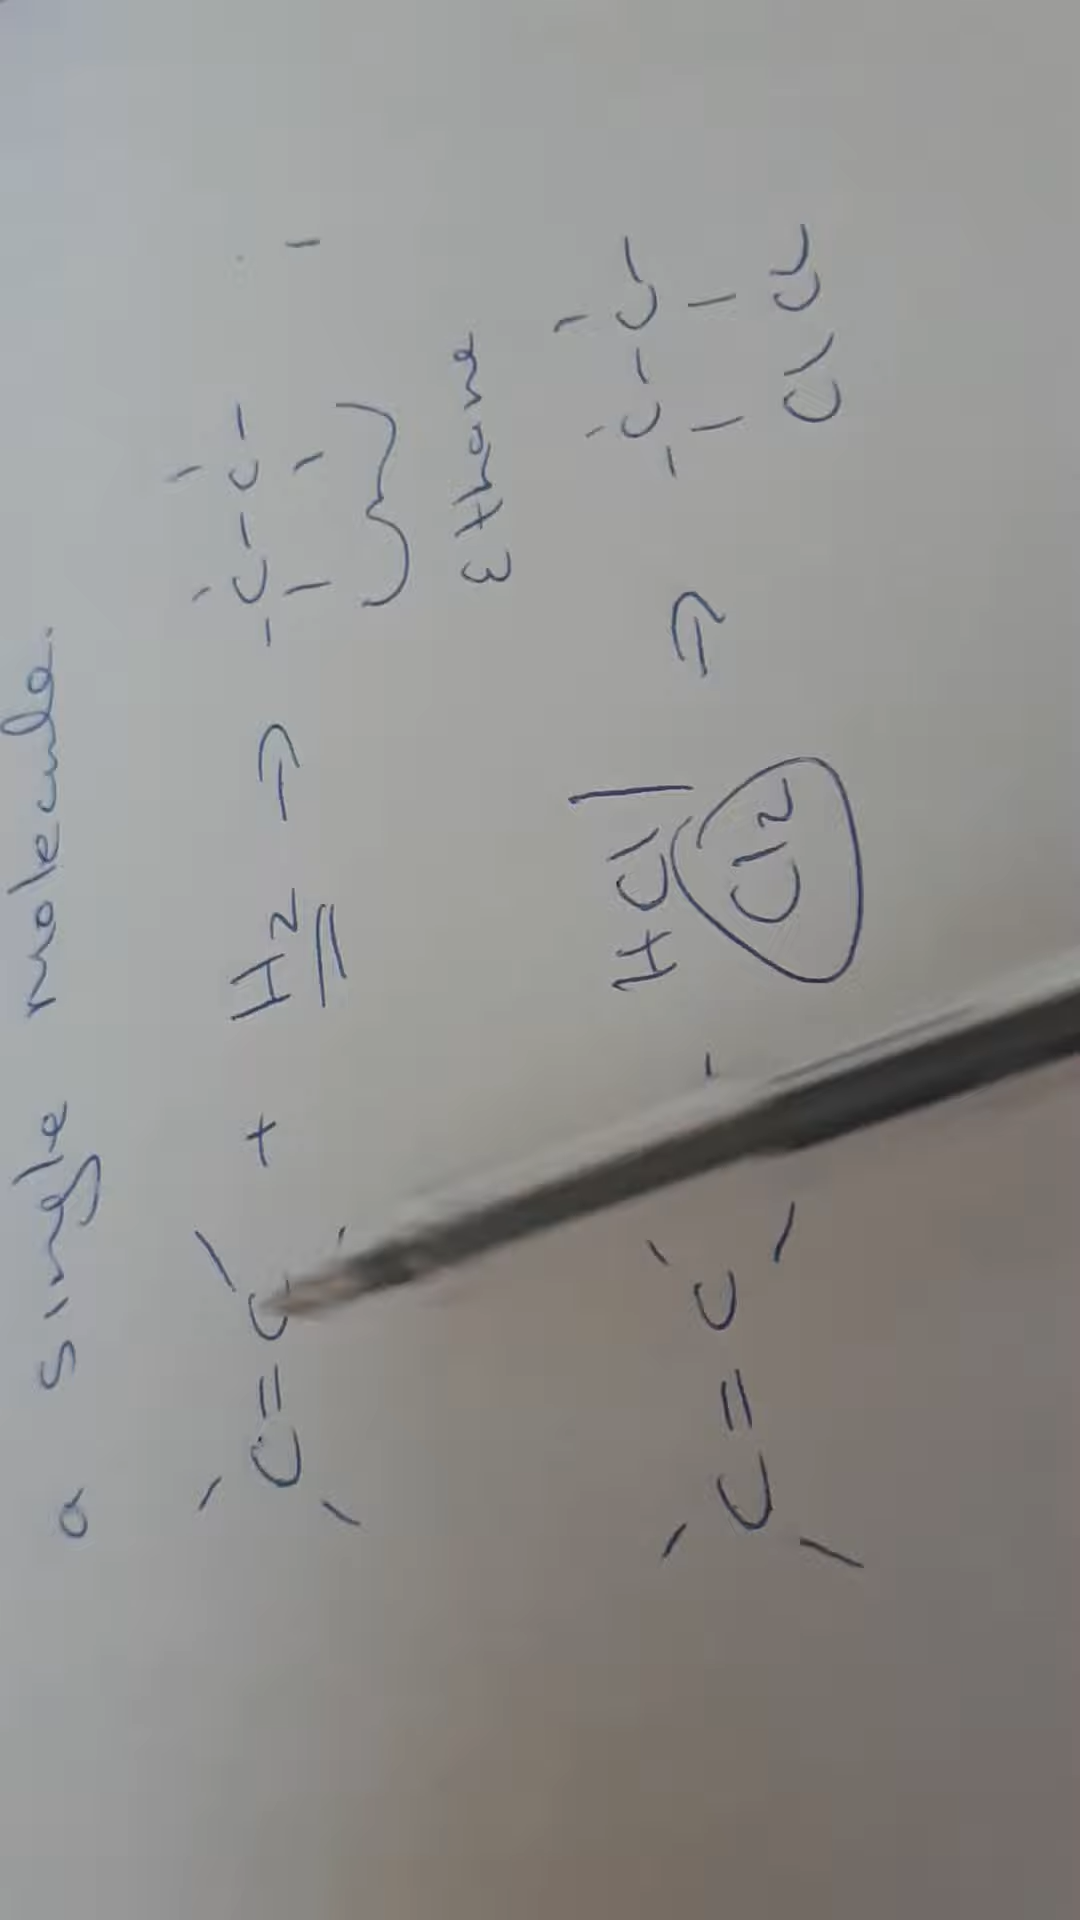 a single molecule.
C=C + H2 → -C-C-
Ethane
C=C HCl / Cl2 → -C-C-
Cl Cl